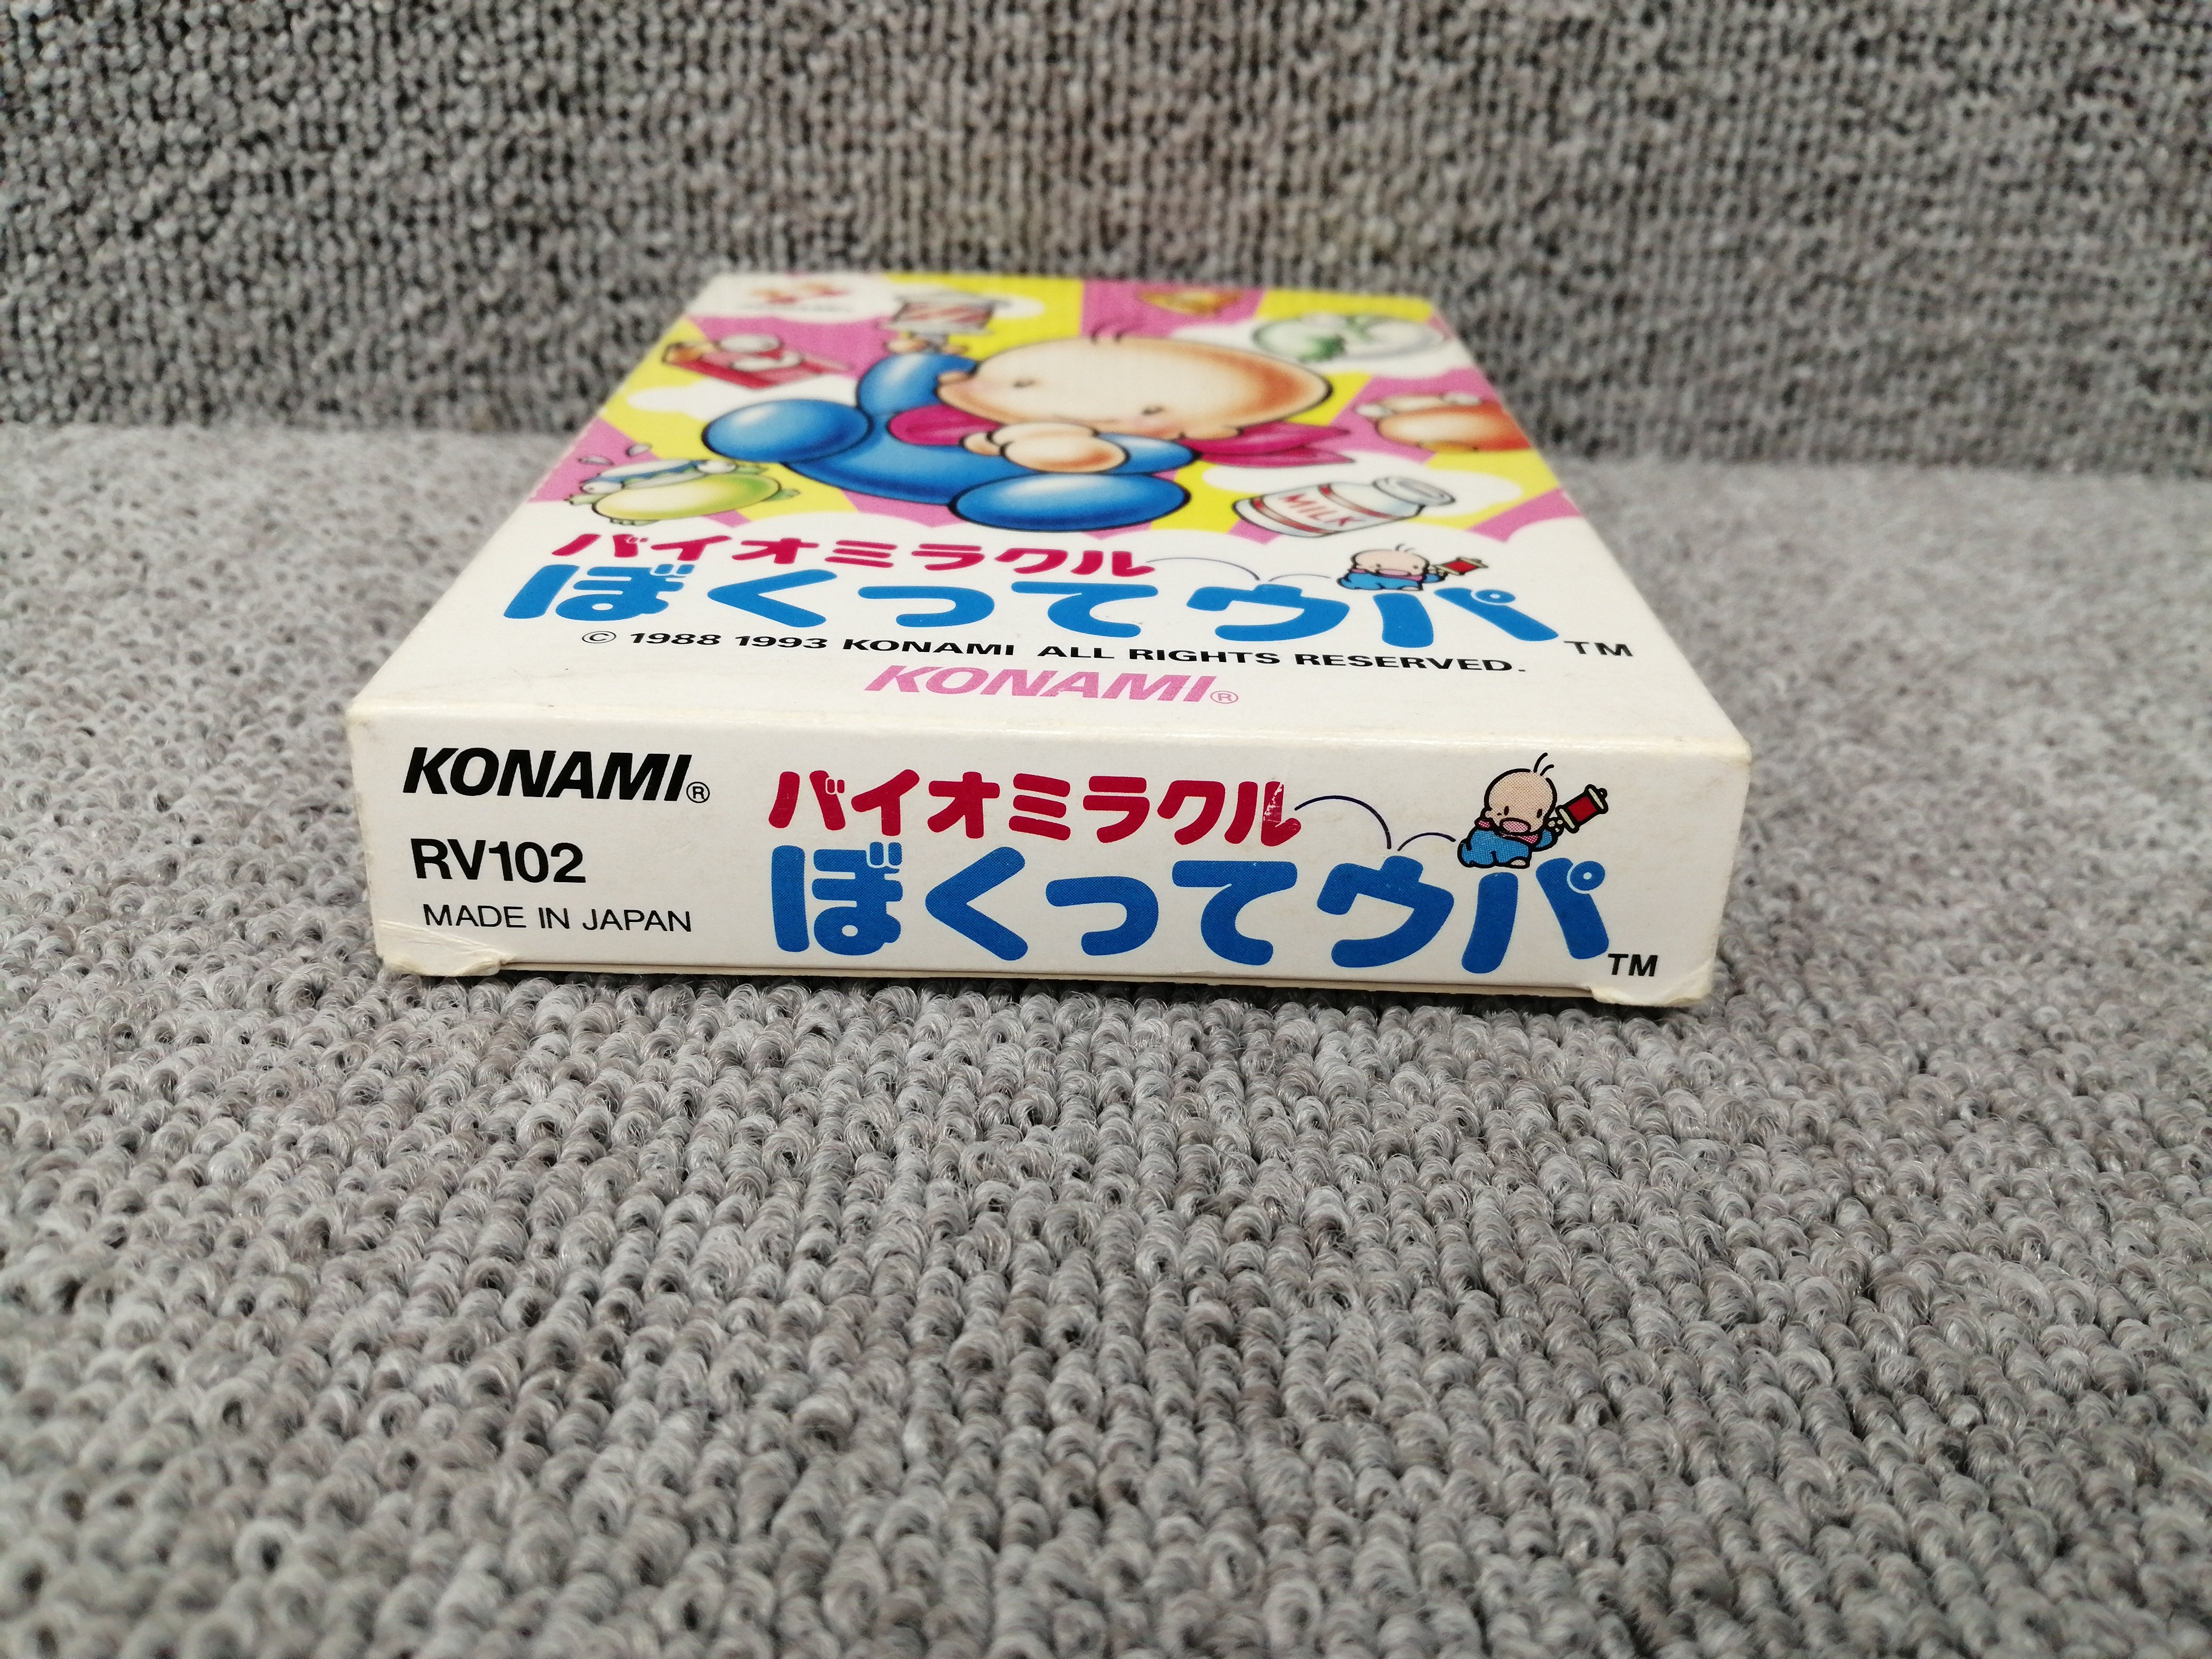 MILK
バイオミラクル
ぼくってウパ TM
© 1988 1993 KONAMI ALL RIGHTS RESERVED.
KONAMI®
KONAMI®
RV102
MADE IN JAPAN
バイオミラクル
ぼくってウパ TM